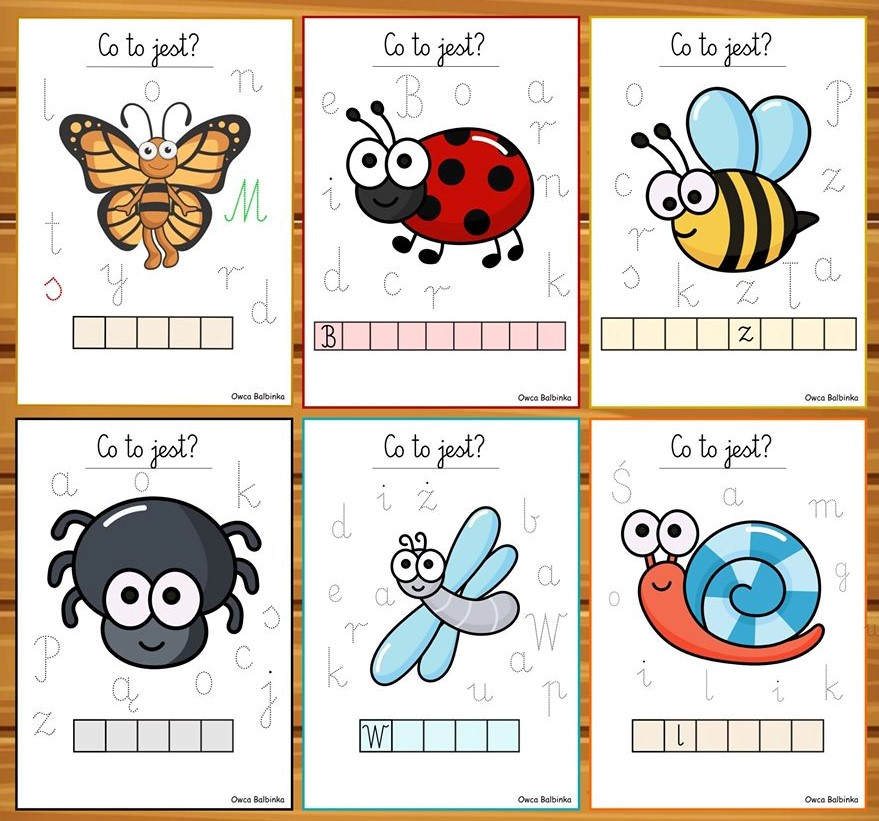 Co to jest?
l o n
M
t
s y r d
Owca Balbinka
Co to jest?
e B o a
r
i n
d c r k
B
Owca Balbinka
Co to jest?
o P
c z
r
s k z ł a
z
Owca Balbinka
Co to jest?
a o k
s
P c
ą o j
z
Owca Balbinka
Co to jest?
i ż
d b
e a a
r W
k a
u p
W
Owca Balbinka
Co to jest?
Ś a m
g
o
i l i k
l
Owca Balbinka